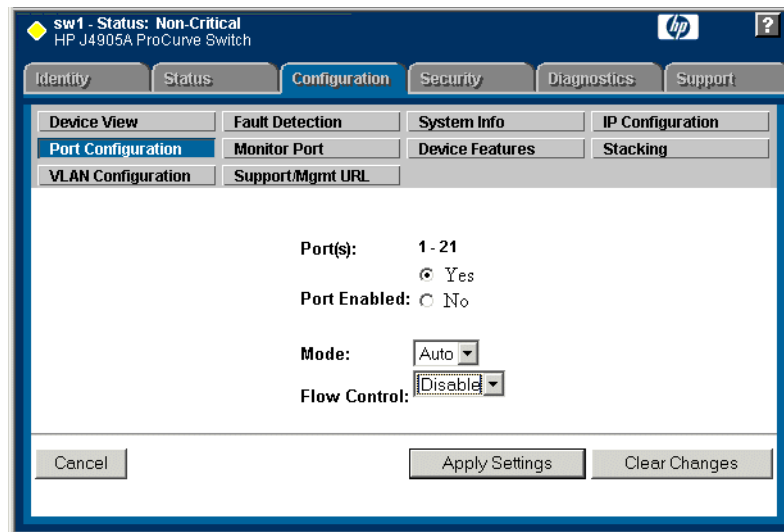 sw1 - Status: Non-Critical
HP J4905A ProCurve Switch
hp
?
Identity Status Configuration Security Diagnostics Support
Device View Fault Detection System Info IP Configuration
Port Configuration Monitor Port Device Features Stacking
VLAN Configuration Support/Mgmt URL
Port(s): 1 - 21
Yes
Port Enabled: No
Mode: Auto
Flow Control: Disable
Cancel Apply Settings Clear Changes